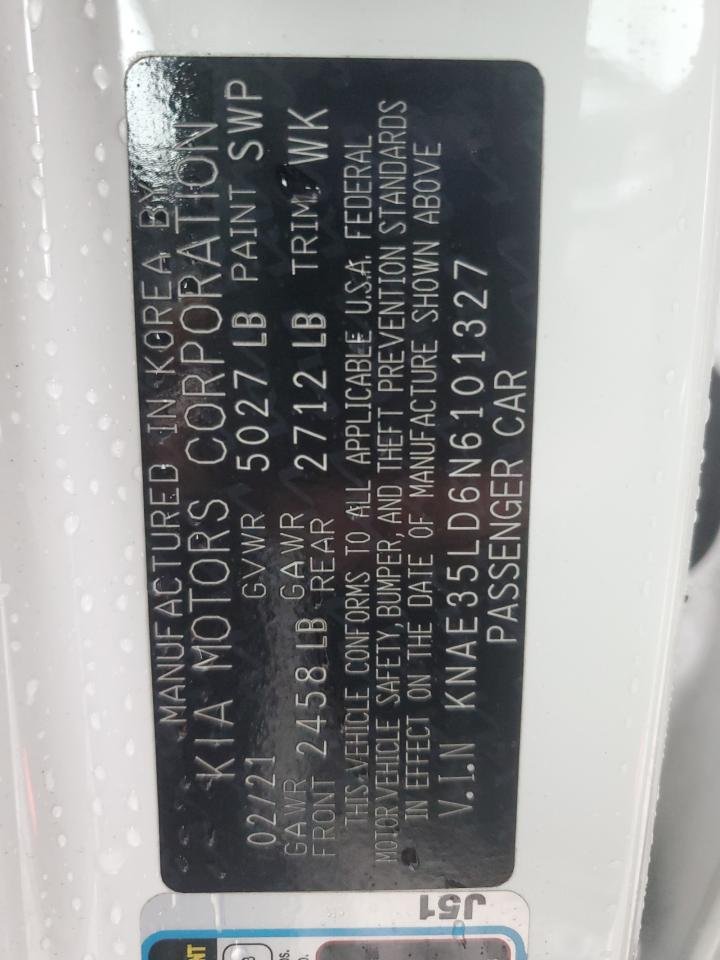 MANUFACTURED IN KOREA BY
KIA MOTORS CORPORATION
02/21 GVWR 5027 LB PAINT SWP
GAWR FRONT 2458 LB GAWR REAR 2712 LB TRIM WK
THIS VEHICLE CONFORMS TO ALL APPLICABLE U.S.A. FEDERAL
MOTOR VEHICLE SAFETY, BUMPER, AND THEFT PREVENTION STANDARDS
IN EFFECT ON THE DATE OF MANUFACTURE SHOWN ABOVE
V.I.N KNAE35LD6N6101327
PASSENGER CAR
J51